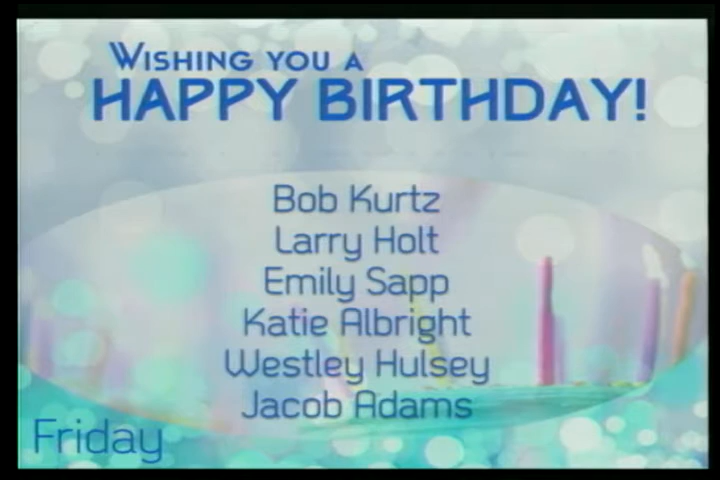 Wishing you a
HAPPY BIRTHDAY!
Bob Kurtz
Larry Holt
Emily Sapp
Katie Albright
Westley Hulsey
Jacob Adams
Friday